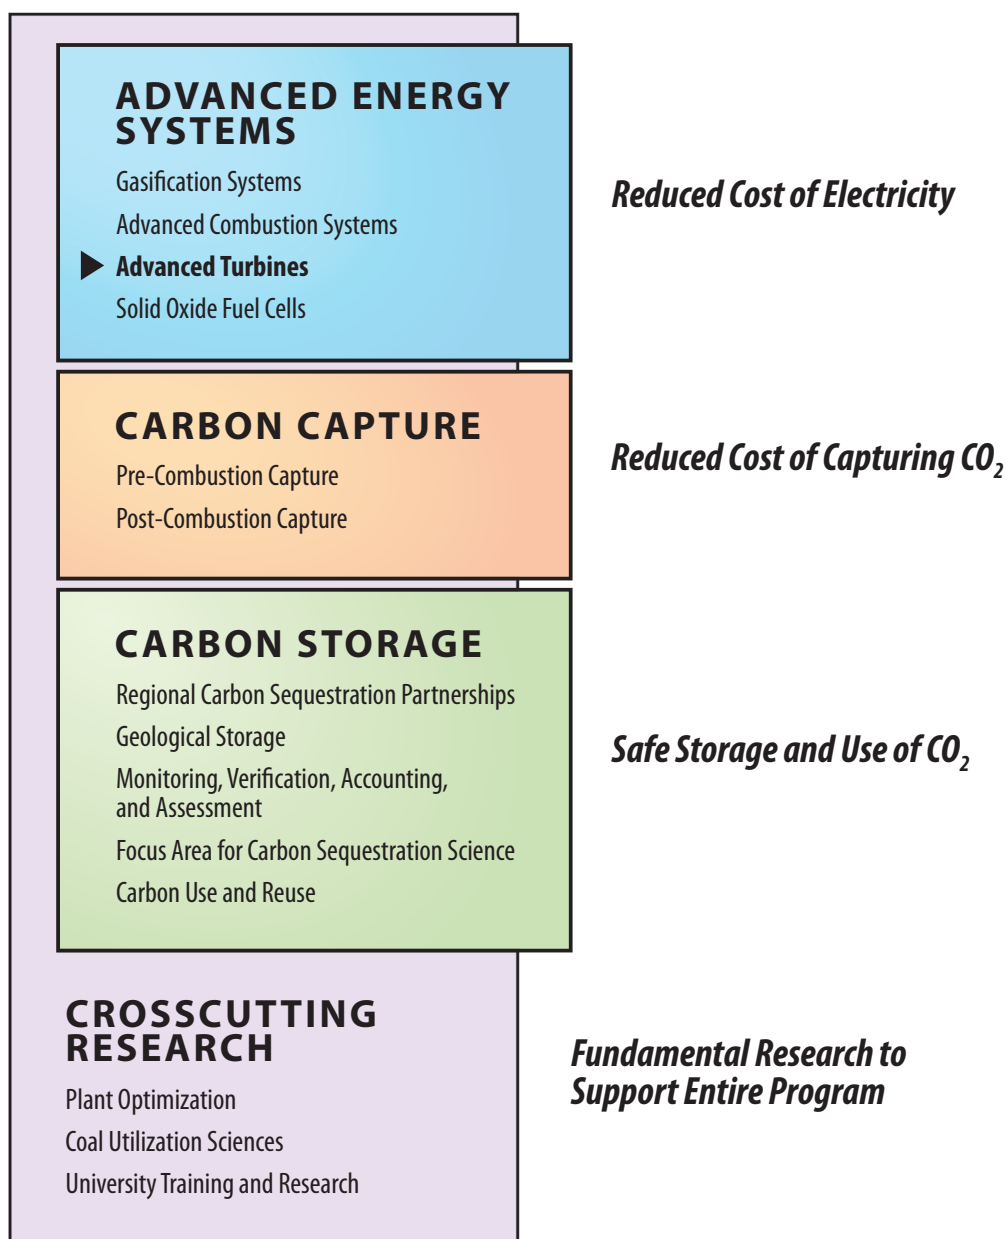 ADVANCED ENERGY
SYSTEMS
Gasification Systems
Advanced Combustion Systems
Advanced Turbines
Solid Oxide Fuel Cells
Reduced Cost of Electricity
CARBON CAPTURE
Pre-Combustion Capture
Post-Combustion Capture
Reduced Cost of Capturing CO₂
CARBON STORAGE
Regional Carbon Sequestration Partnerships
Geological Storage
Monitoring, Verification, Accounting,
and Assessment
Focus Area for Carbon Sequestration Science
Carbon Use and Reuse
Safe Storage and Use of CO₂
CROSSCUTTING
RESEARCH
Plant Optimization
Coal Utilization Sciences
University Training and Research
Fundamental Research to
Support Entire Program